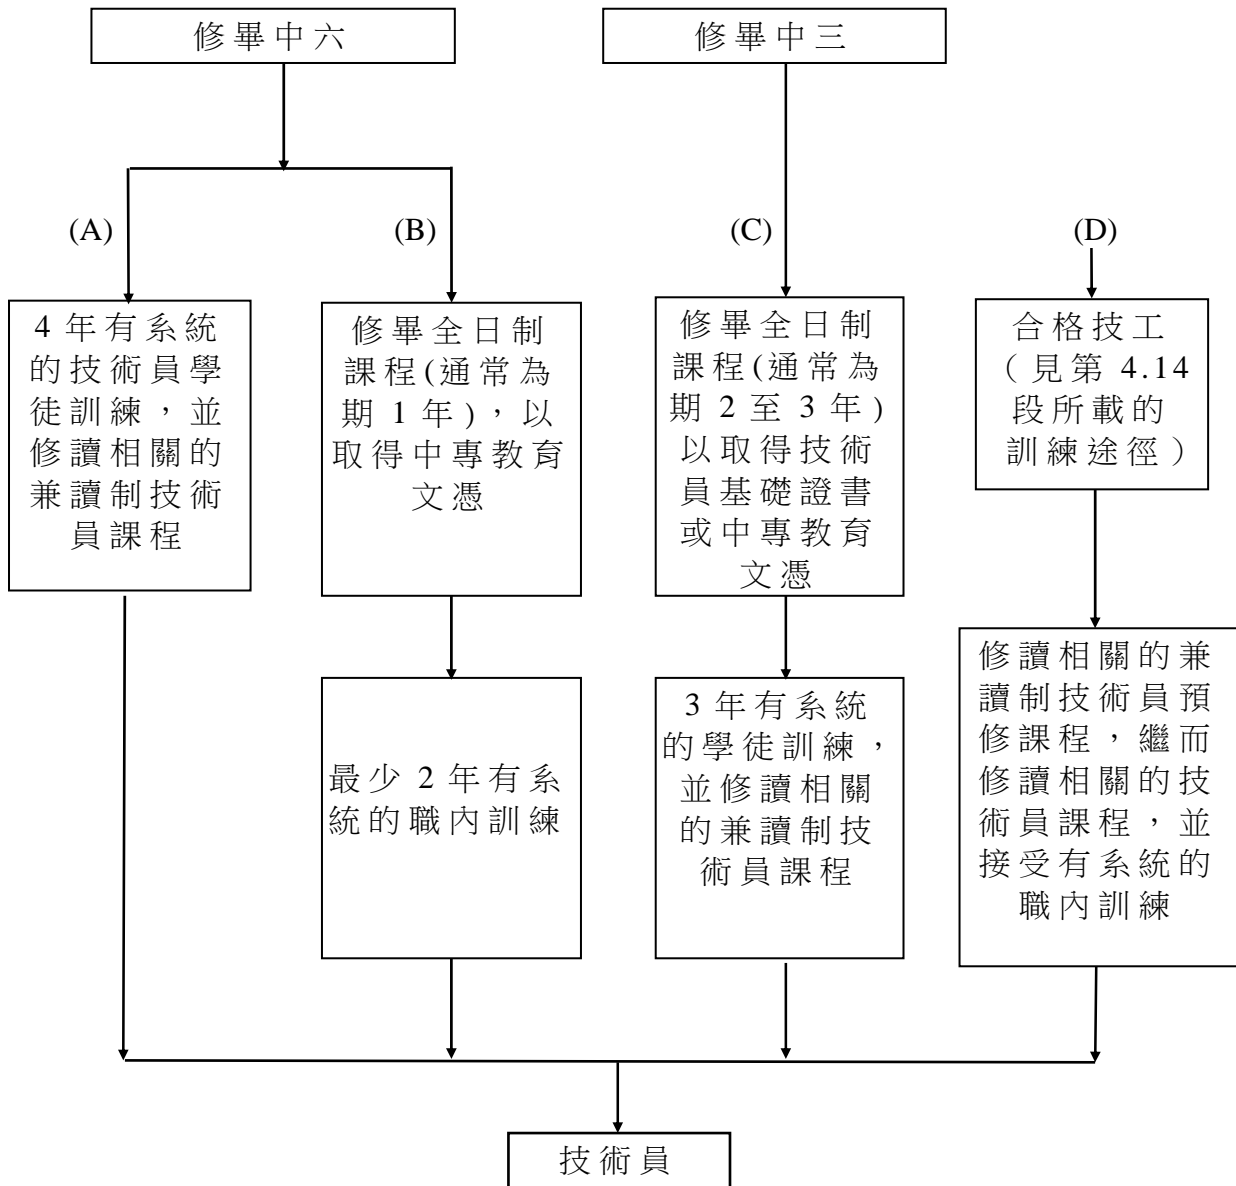 修畢中六
修畢中三
(A)
(B)
(C)
(D)
4 年有系統
的技術員學
徒訓練，並
修讀相關的
兼讀制技術
員課程
修畢全日制
課程(通常為
期 1 年)，以
取得中專教育
文憑
修畢全日制
課程(通常為
期 2 至 3 年)
以取得技術
員基礎證書
或中專教育
文憑
合格技工
（見第 4.14
段所載的
訓練途徑）
最少 2 年有系
統的職內訓練
3 年有系統
的學徒訓練，
並修讀相關
的兼讀制技
術員課程
修讀相關的兼
讀制技術員預
修課程，繼而
修讀相關的技
術員課程，並
接受有系統的
職內訓練
技術員